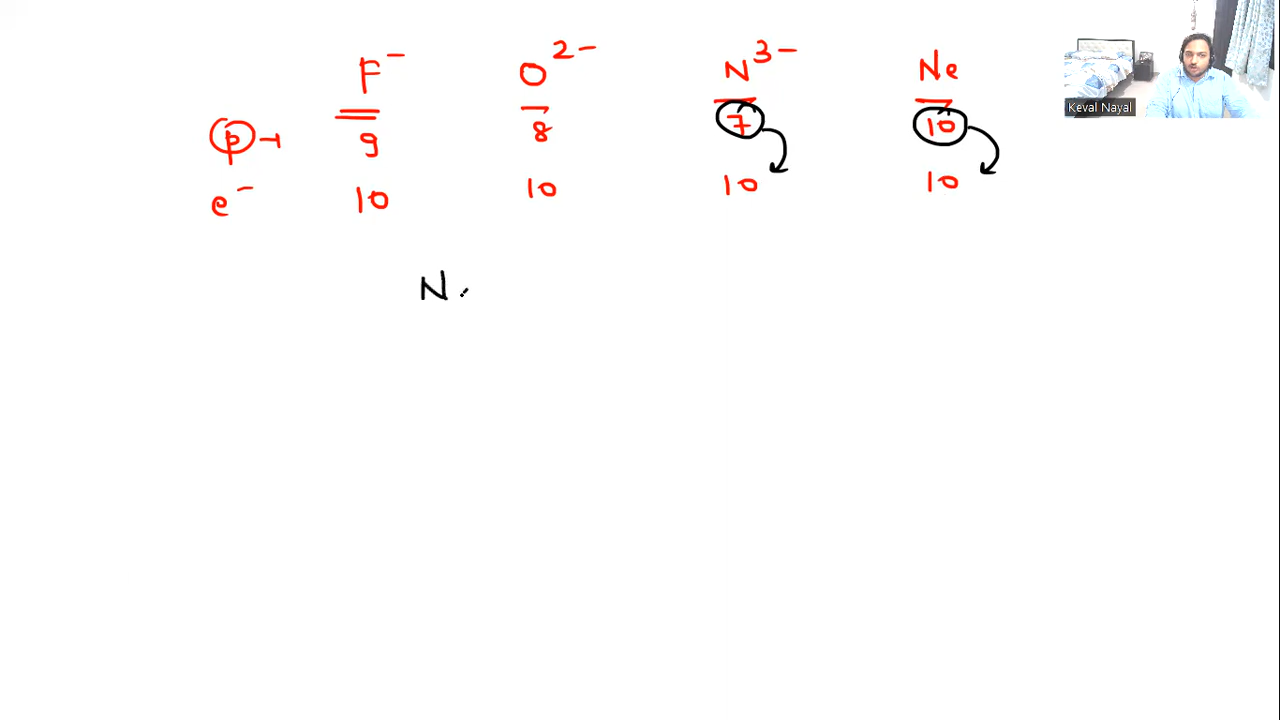 F⁻ O²⁻ N³⁻ Ne
p → 9 8 7 10
e⁻ 10 10 10 10
N
Keval Nayal